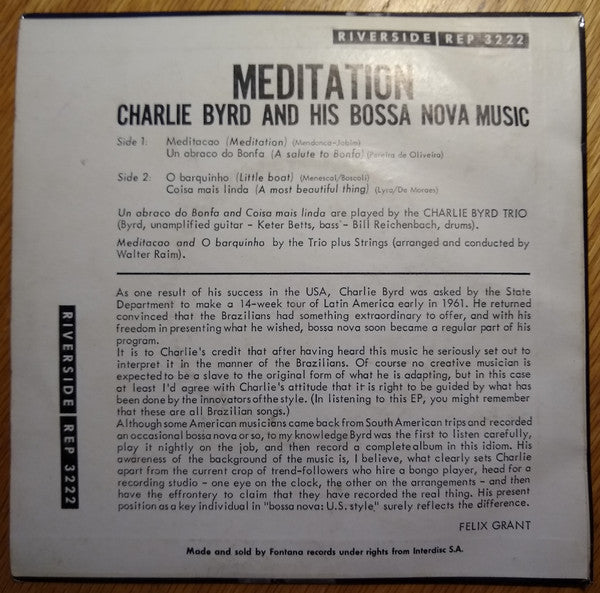 RIVERSIDE REP 3222
MEDITATION
CHARLIE BYRD AND HIS BOSSA NOVA MUSIC
Side 1: Meditacao (Meditation) (Mendonca-Jobim)
Un abraco do Bonfa (A salute to Bonfa) (Pereira de Oliveira)
Side 2: O barquinho (Little boat) (Menescal/Boscoli)
Coisa mais linda (A most beautiful thing) (Lyra/De Moraes)
Un abraco do Bonfa and Coisa mais linda are played by the CHARLIE BYRD TRIO
(Byrd, unamplified guitar - Keter Betts, bass - Bill Reichenbach, drums).
Meditacao and O barquinho by the Trio plus Strings (arranged and conducted by
Walter Raim).
As one result of his success in the USA, Charlie Byrd was asked by the State
Department to make a 14-week tour of Latin America early in 1961. He returned
convinced that the Brazilians had something extraordinary to offer, and with his
freedom in presenting what he wished, bossa nova soon became a regular part of his
program.
It is to Charlie's credit that after having heard this music he seriously set out to
interpret it in the manner of the Brazilians. Of course no creative musician is
expected to be a slave to the original form of what he is adapting, but in this case
at least I'd agree with Charlie's attitude that it is right to be guided by what has
been done by the innovators of the style. (In listening to this EP, you might remember
that these are all Brazilian songs.)
Although some American musicians came back from South American trips and recorded
an occasional bossa nova or so, to my knowledge Byrd was the first to listen carefully,
play it nightly on the job, and then record a complete album in this idiom. His
awareness of the background of the music is, I believe, what clearly sets Charlie
apart from the current crop of trend-followers who hire a bongo player, head for a
recording studio - one eye on the clock, the other on the arrangements - and then
have the effrontery to claim that they have recorded the real thing. His present
position as a key individual in "bossa nova: U.S. style," surely reflects the difference.
FELIX GRANT
Made and sold by Fontana records under rights from Interdisc S.A.
RIVERSIDE REP 3222